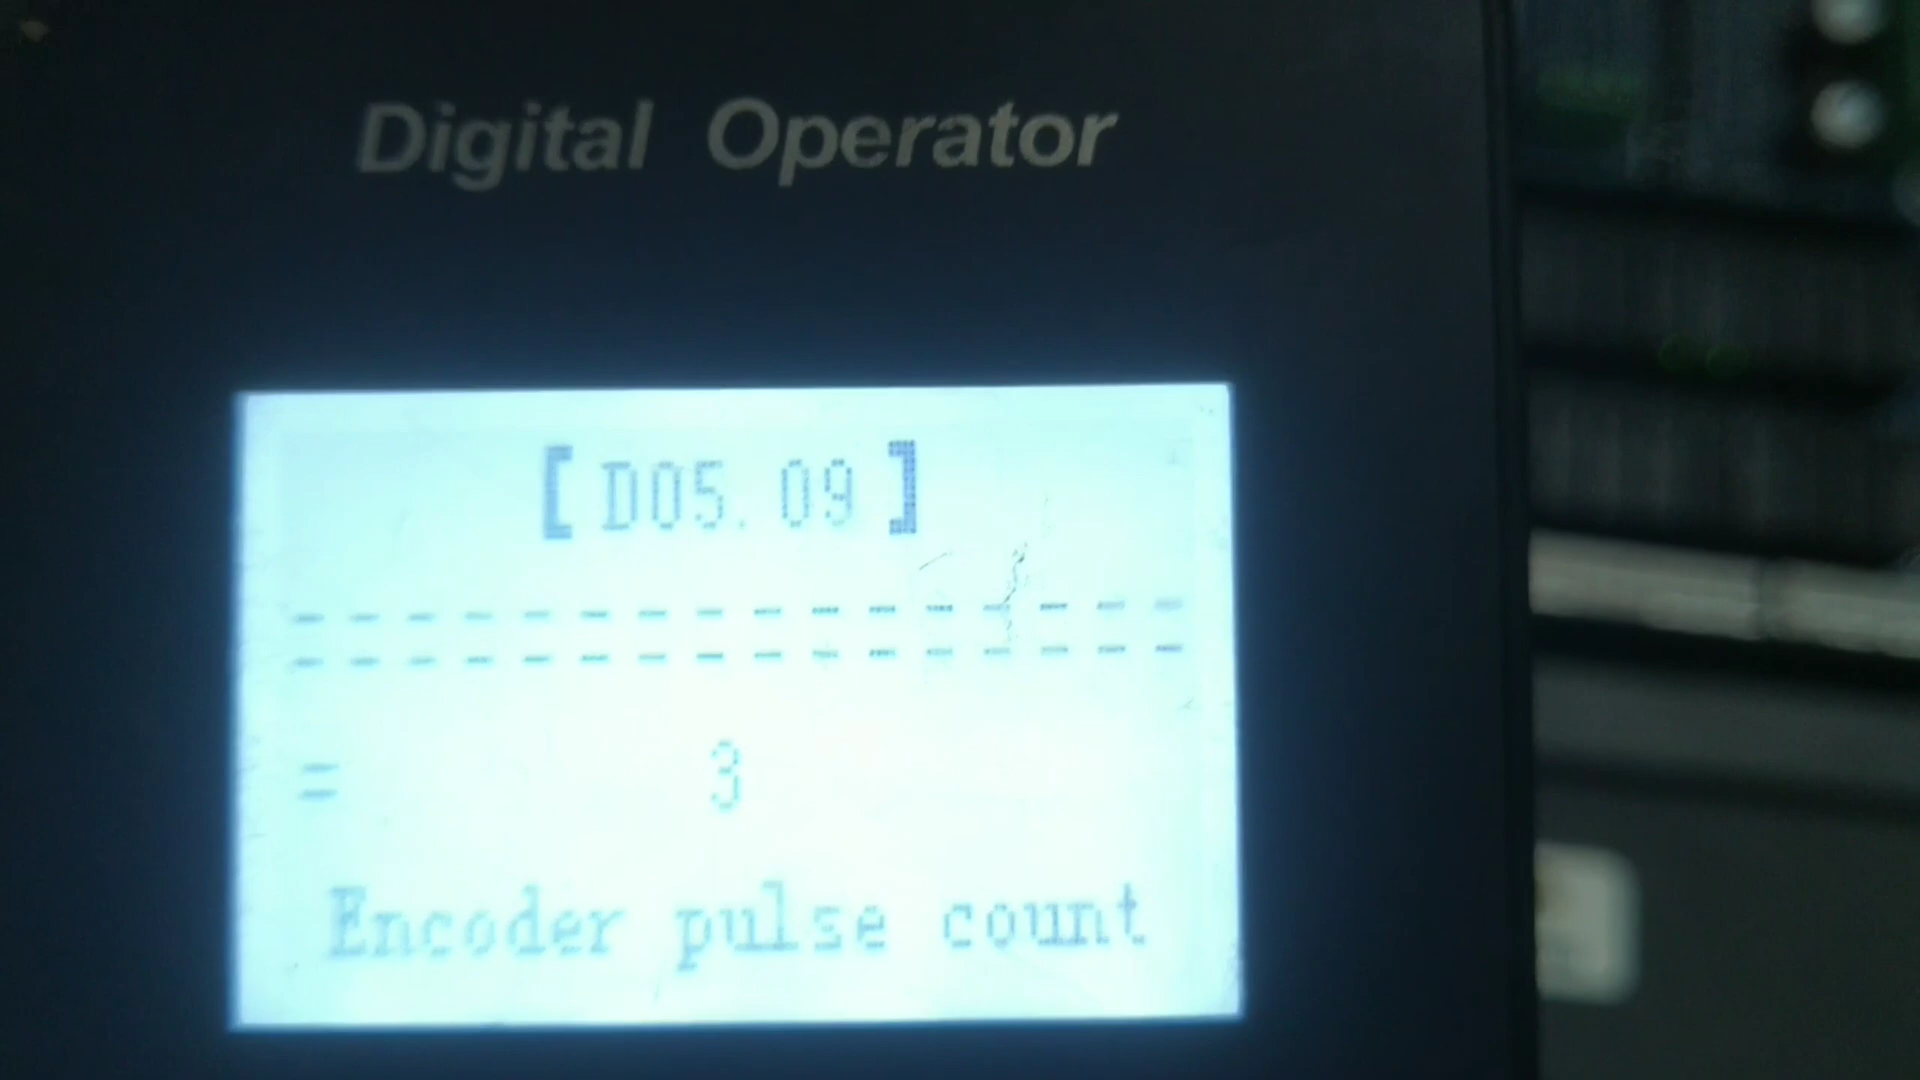 Digital Operator
【D05.09】
= 3
Encoder pulse count